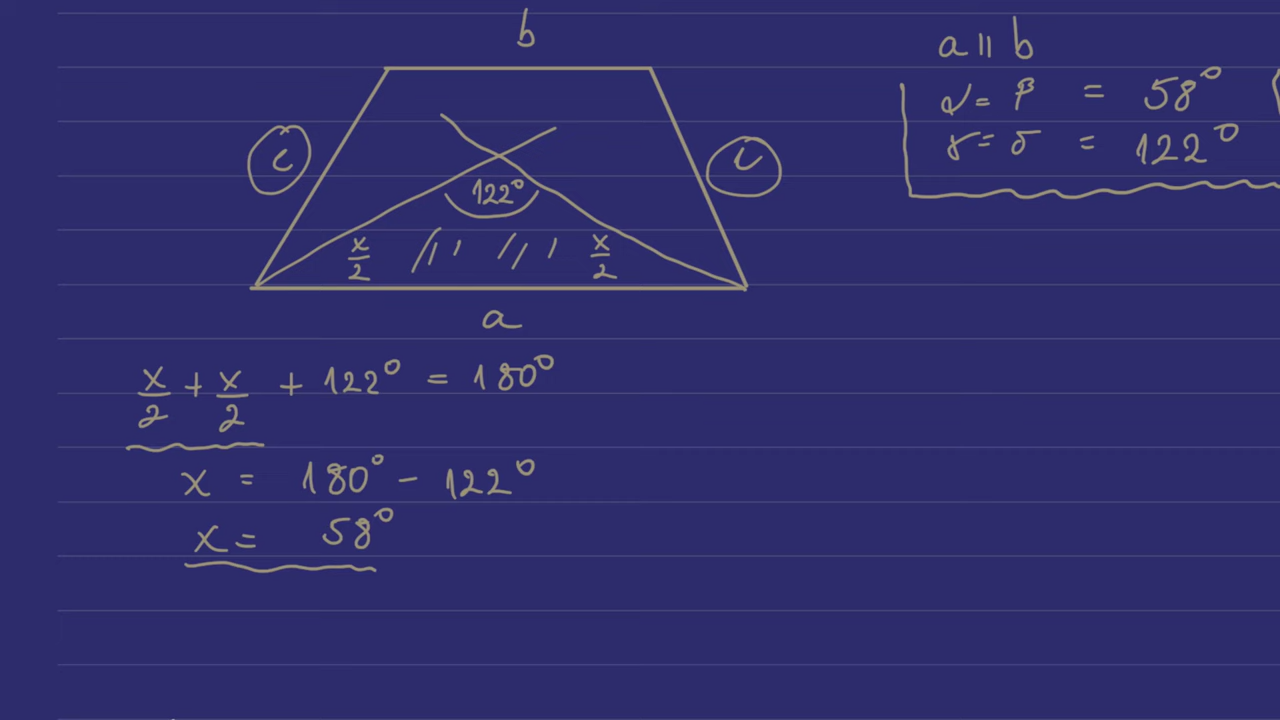 b
a || b
α = β = 58°
γ = δ = 122°
c
c
122°
x/2
x/2
a
x/2 + x/2 + 122° = 180°
x = 180° - 122°
x = 58°